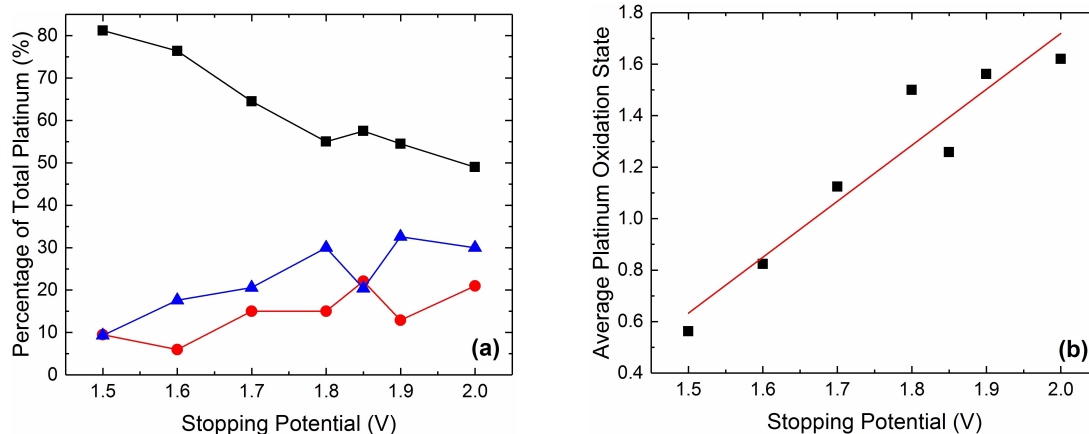 80
70
60
50
40
30
20
10
0
Percentage of Total Platinum (%)
1.5 1.6 1.7 1.8 1.9 2.0
Stopping Potential (V)
(a)
1.8
1.6
1.4
1.2
1.0
0.8
0.6
0.4
Average Platinum Oxidation State
1.5 1.6 1.7 1.8 1.9 2.0
Stopping Potential (V)
(b)